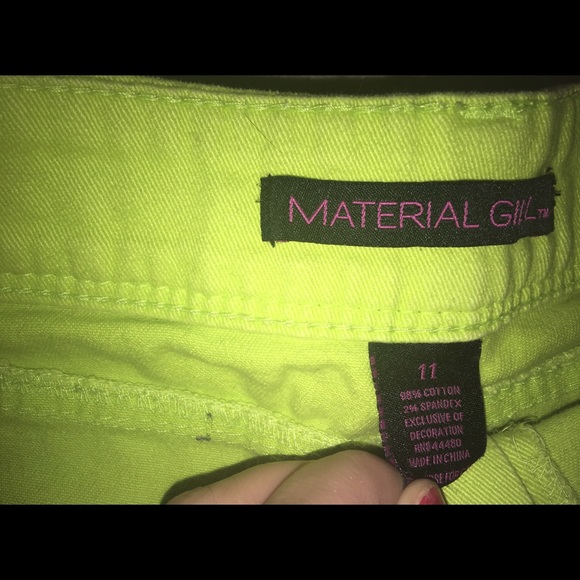 MATERIAL GIRL™
11
98% COTTON
2% SPANDEX
EXCLUSIVE OF
DECORATION
MADE IN CHINA